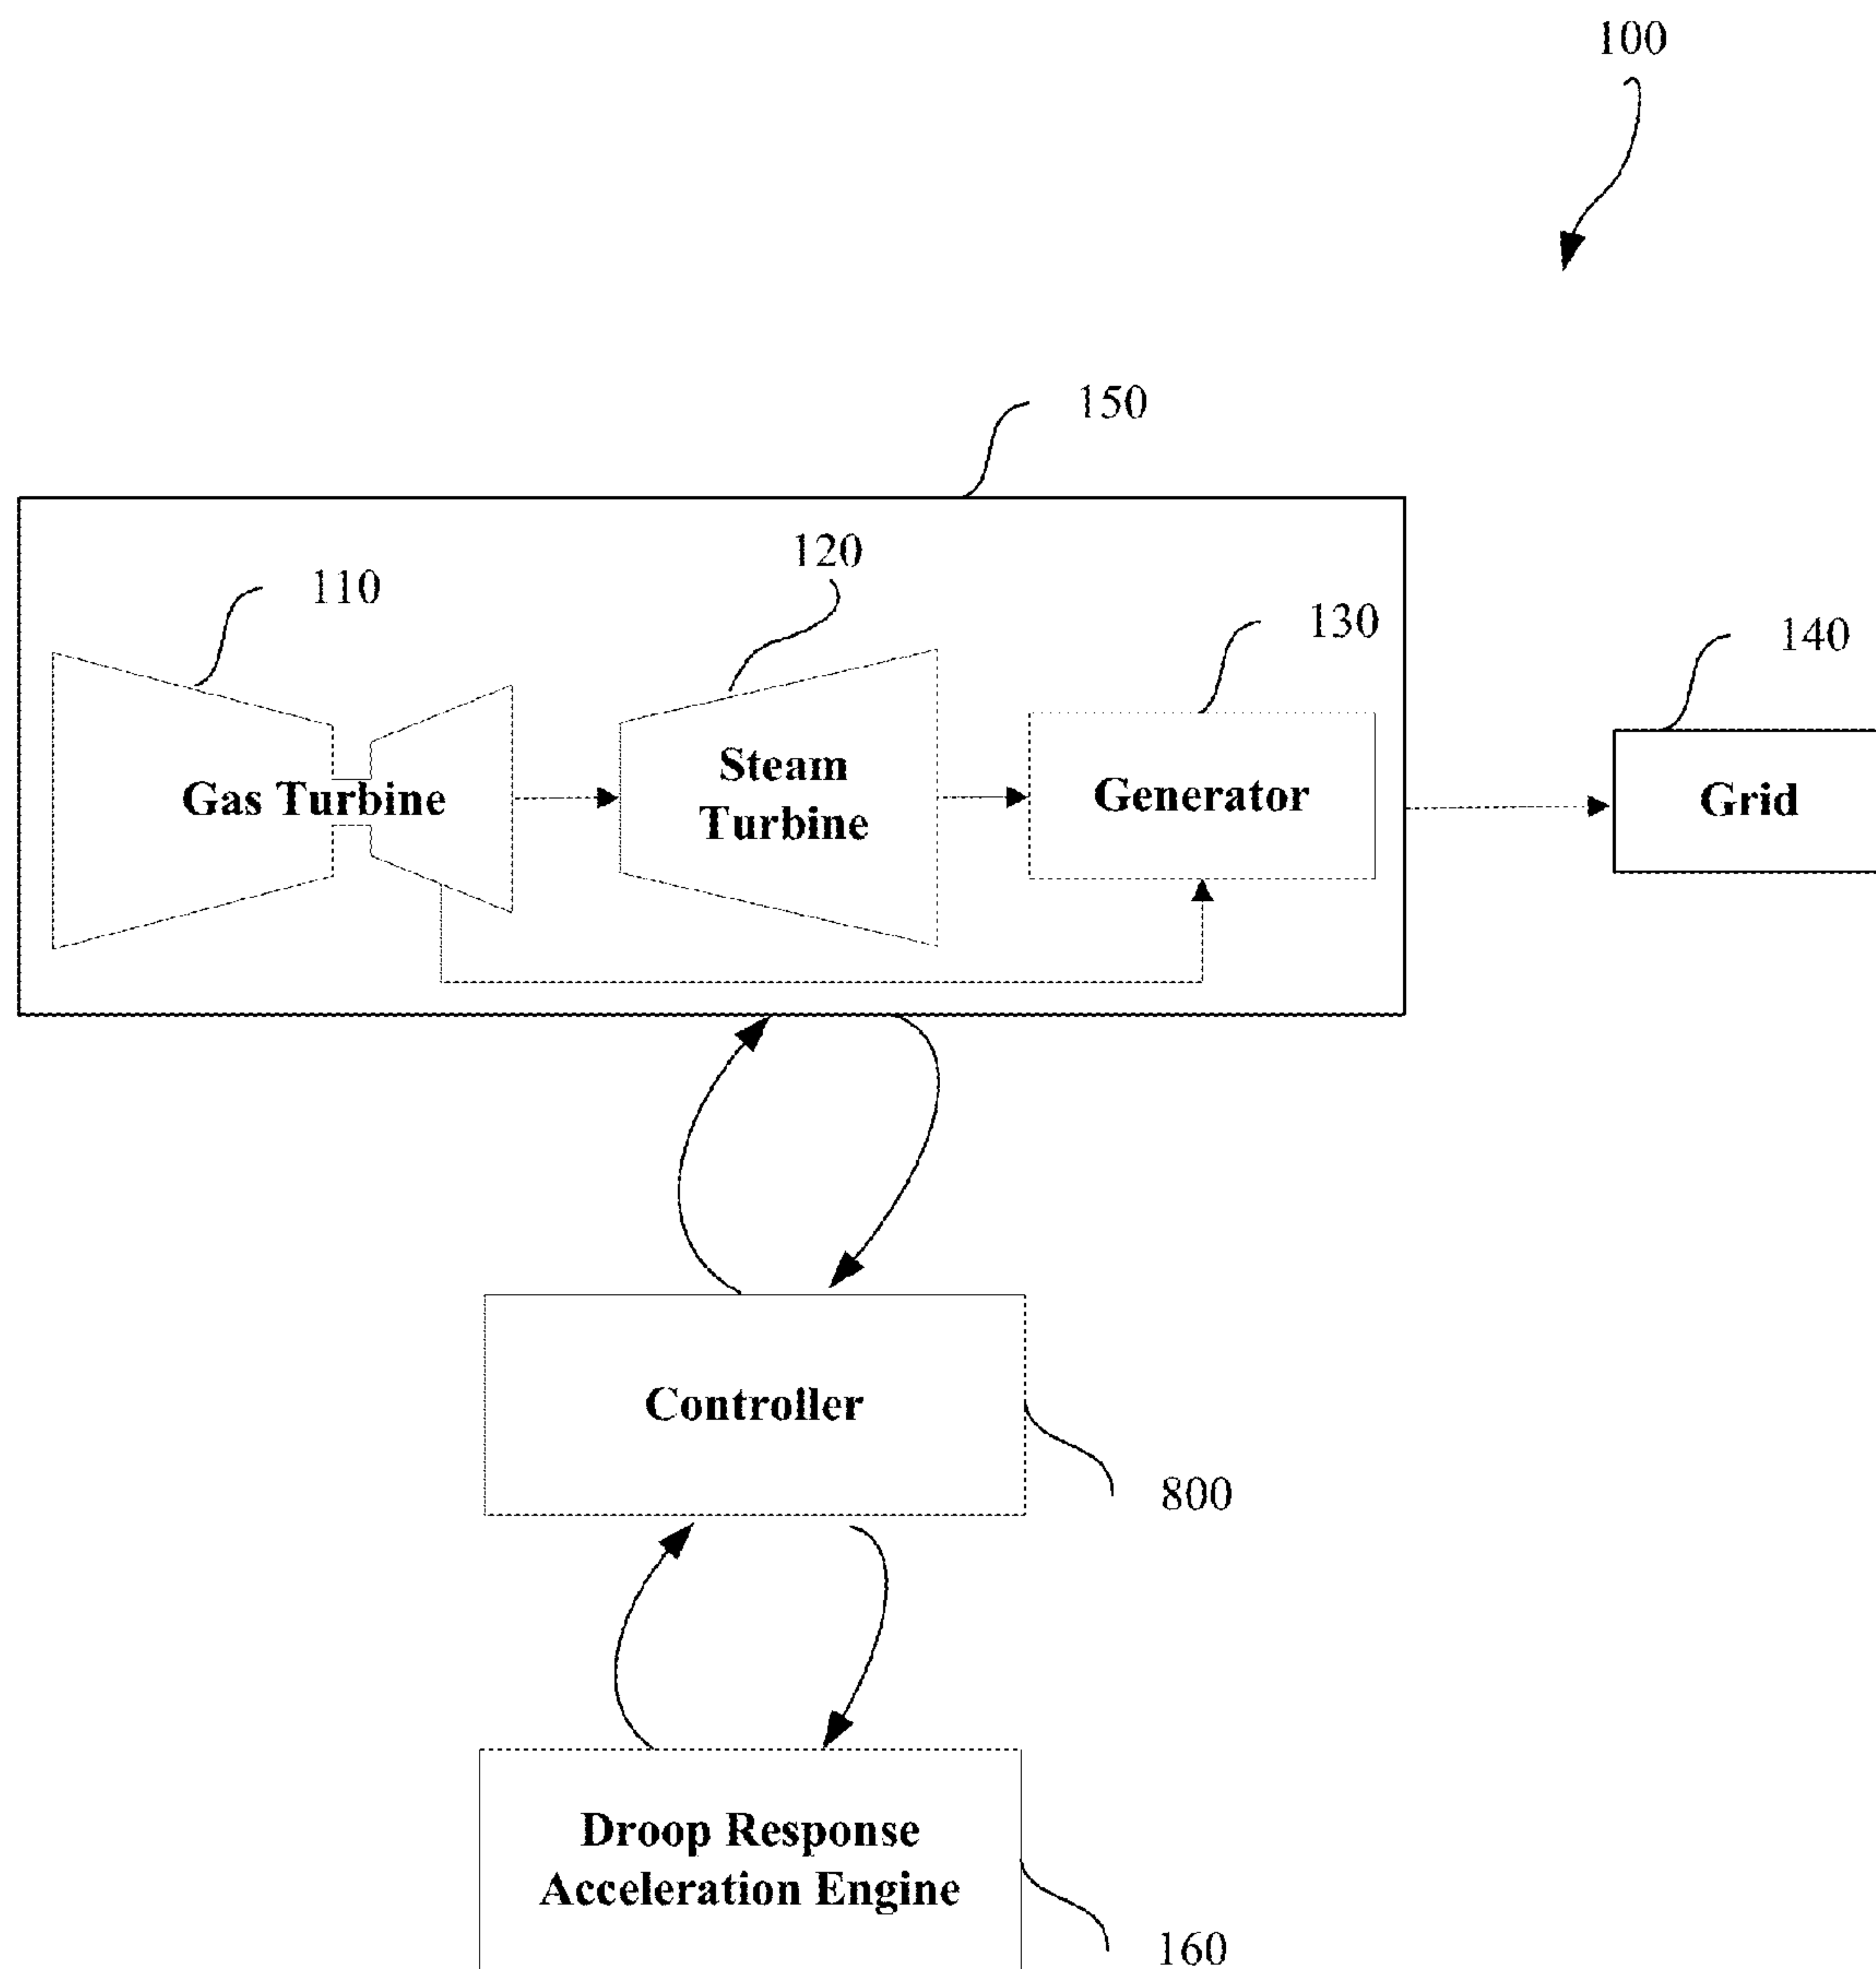 100
150
120
110
130
140
Gas Turbine
Steam
Turbine
Generator
Grid
Controller
800
Droop Response
Acceleration Engine
160